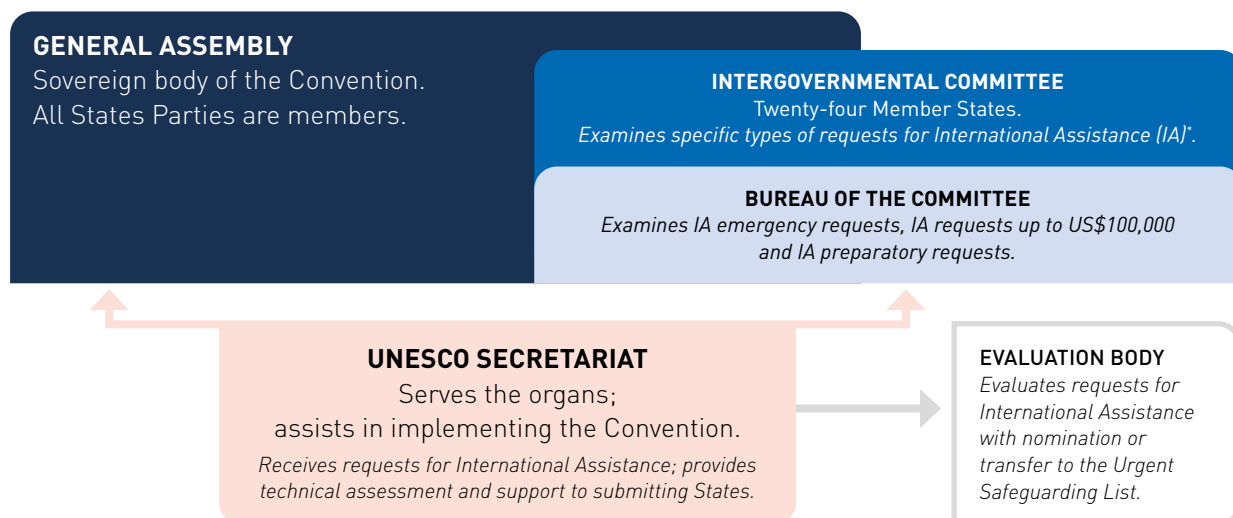 GENERAL ASSEMBLY
Sovereign body of the Convention.
All States Parties are members.
INTERGOVERNMENTAL COMMITTEE
Twenty-four Member States.
Examines specific types of requests for International Assistance (IA)*.
BUREAU OF THE COMMITTEE
Examines IA emergency requests, IA requests up to US$100,000
and IA preparatory requests.
UNESCO SECRETARIAT
Serves the organs;
assists in implementing the Convention.
Receives requests for International Assistance; provides
technical assessment and support to submitting States.
EVALUATION BODY
Evaluates requests for
International Assistance
with nomination or
transfer to the Urgent
Safeguarding List.